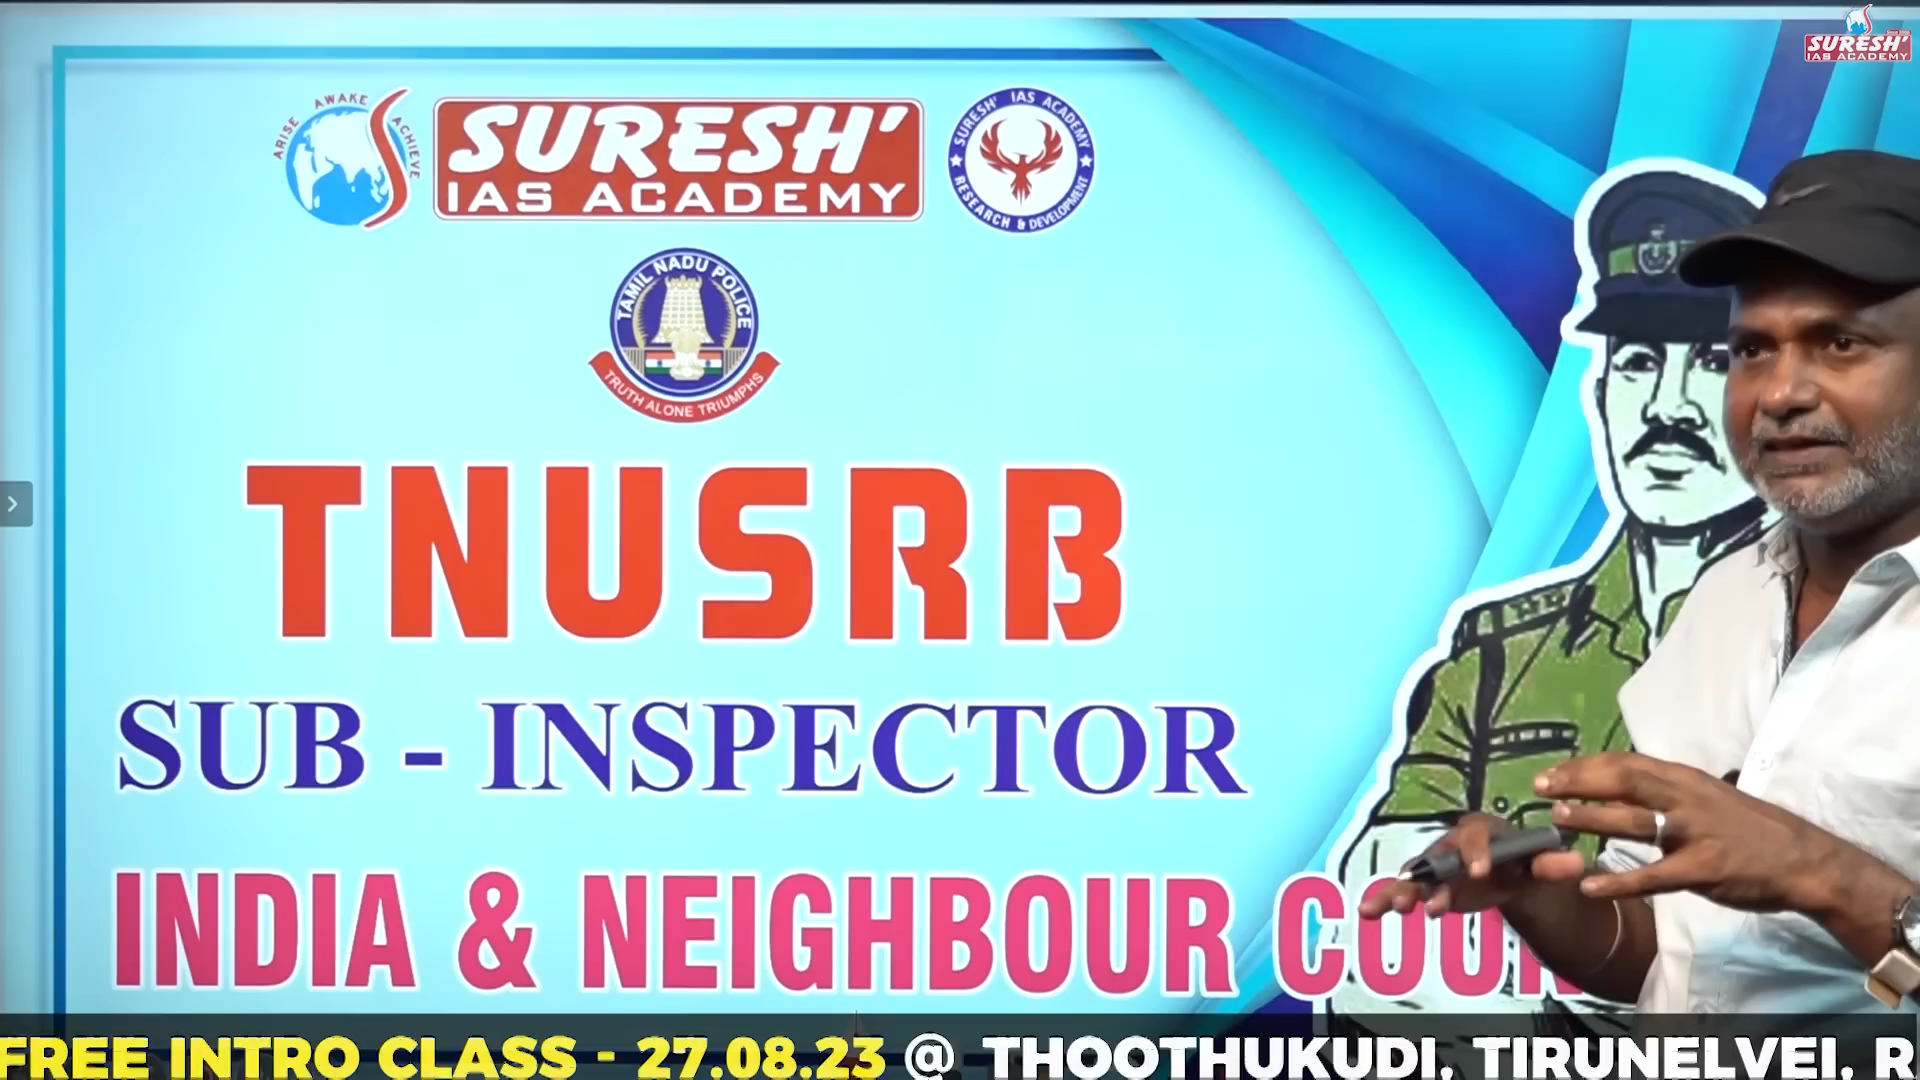 SURESH'
IAS ACADEMY
ARISE AWAKE ACHIEVE
SURESH'
IAS ACADEMY
SURESH' IAS ACADEMY
RESEARCH & DEVELOPMENT
TAMIL NADU POLICE
TRUTH ALONE TRIUMPHS
TNUSRB
SUB - INSPECTOR
INDIA & NEIGHBOUR
FREE INTRO CLASS - 27.08.23 @ THOOTHUKUDI, TIRUNELVEI, R